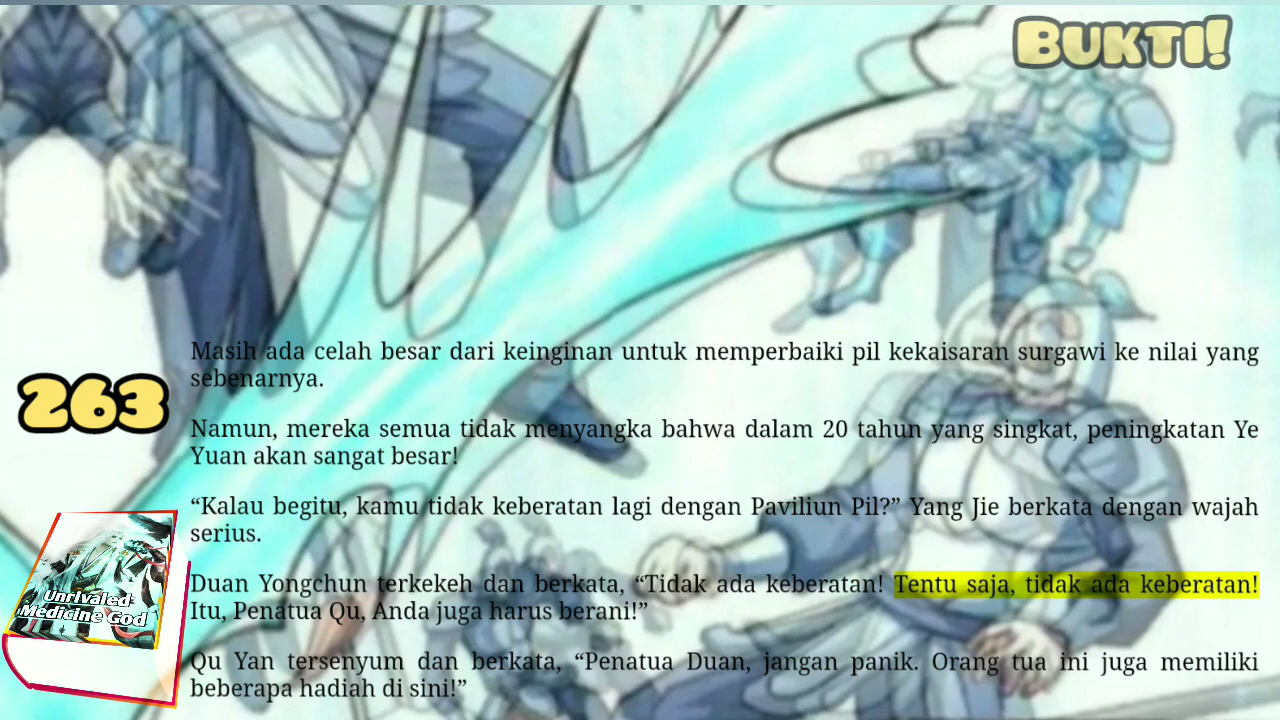 BUKTI!
Masih ada celah besar dari keinginan untuk memperbaiki pil kekaisaran surgawi ke nilai yang
sebenarnya.
263
Namun, mereka semua tidak menyangka bahwa dalam 20 tahun yang singkat, peningkatan Ye
Yuan akan sangat besar!
“Kalau begitu, kamu tidak keberatan lagi dengan Paviliun Pil?” Yang Jie berkata dengan wajah
serius.
Duan Yongchun terkekeh dan berkata, “Tidak ada keberatan! Tentu saja, tidak ada keberatan!
Itu, Penatua Qu, Anda juga harus berani!”
Unrivaled
Medicine God
Qu Yan tersenyum dan berkata, “Penatua Duan, jangan panik. Orang tua ini juga memiliki
beberapa hadiah di sini!”